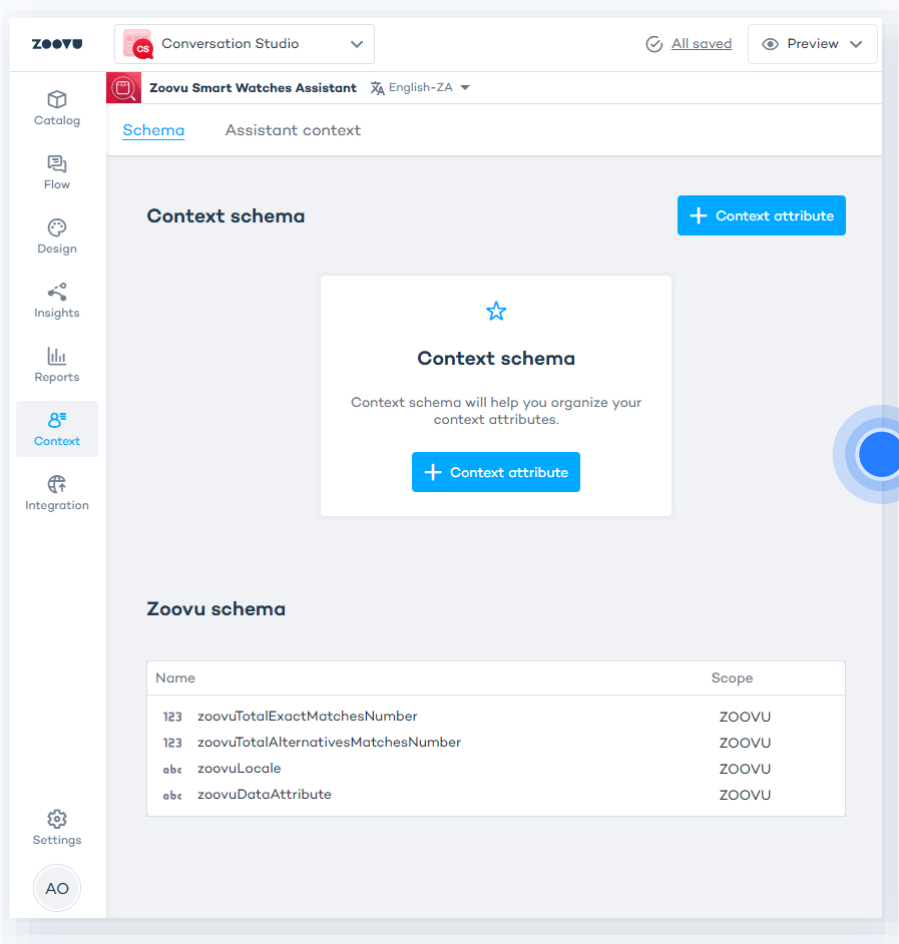 ZOOVU
CS
Conversation Studio
All saved
Preview
Zoovu Smart Watches Assistant
English-ZA
Catalog
Flow
Design
Insights
Reports
Context
Integration
Settings
AO
Schema
Assistant context
Context schema
+ Context attribute
Context schema
Context schema will help you organize your
context attributes.
+ Context attribute
Zoovu schema
Name Scope
123 zoovuTotalExactMatchesNumber ZOOVU
123 zoovuTotalAlternativesMatchesNumber ZOOVU
abc zoovuLocale ZOOVU
abc zoovuDataAttribute ZOOVU